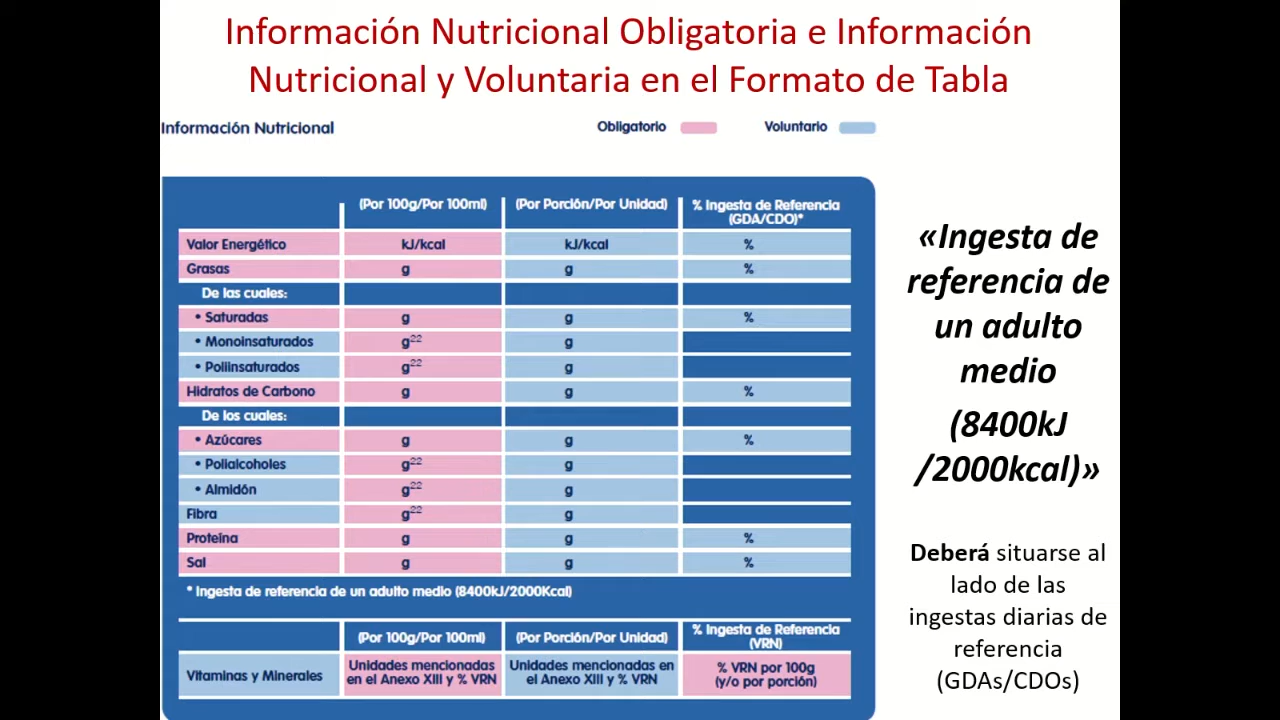 Información Nutricional Obligatoria e Información
Nutricional y Voluntaria en el Formato de Tabla
Información Nutricional Obligatorio Voluntario
(Por 100g/Por 100ml) (Por Porción/Por Unidad) % Ingesta de Referencia
(GDA/CDO)*
Valor Energético kJ/kcal kJ/kcal %
Grasas g g %
De las cuales:
• Saturadas g g %
• Monoinsaturados g22 g
• Poliinsaturados g22 g
Hidratos de Carbono g g %
De los cuales:
• Azúcares g g %
• Polialcoholes g22 g
• Almidón g22 g
Fibra g22 g
Proteína g g %
Sal g g %
* Ingesta de referencia de un adulto medio (8400kJ/2000Kcal)
(Por 100g/Por 100ml) (Por Porción/Por Unidad) % Ingesta de Referencia
(VRN)
Vitaminas y Minerales Unidades mencionadas
en el Anexo XIII y % VRN Unidades mencionadas en
el Anexo XIII y % VRN % VRN por 100g
(y/o por porción)
«Ingesta de
referencia de
un adulto
medio
(8400kJ
/2000kcal)»
Deberá situarse al
lado de las
ingestas diarias de
referencia
(GDAs/CDOs)